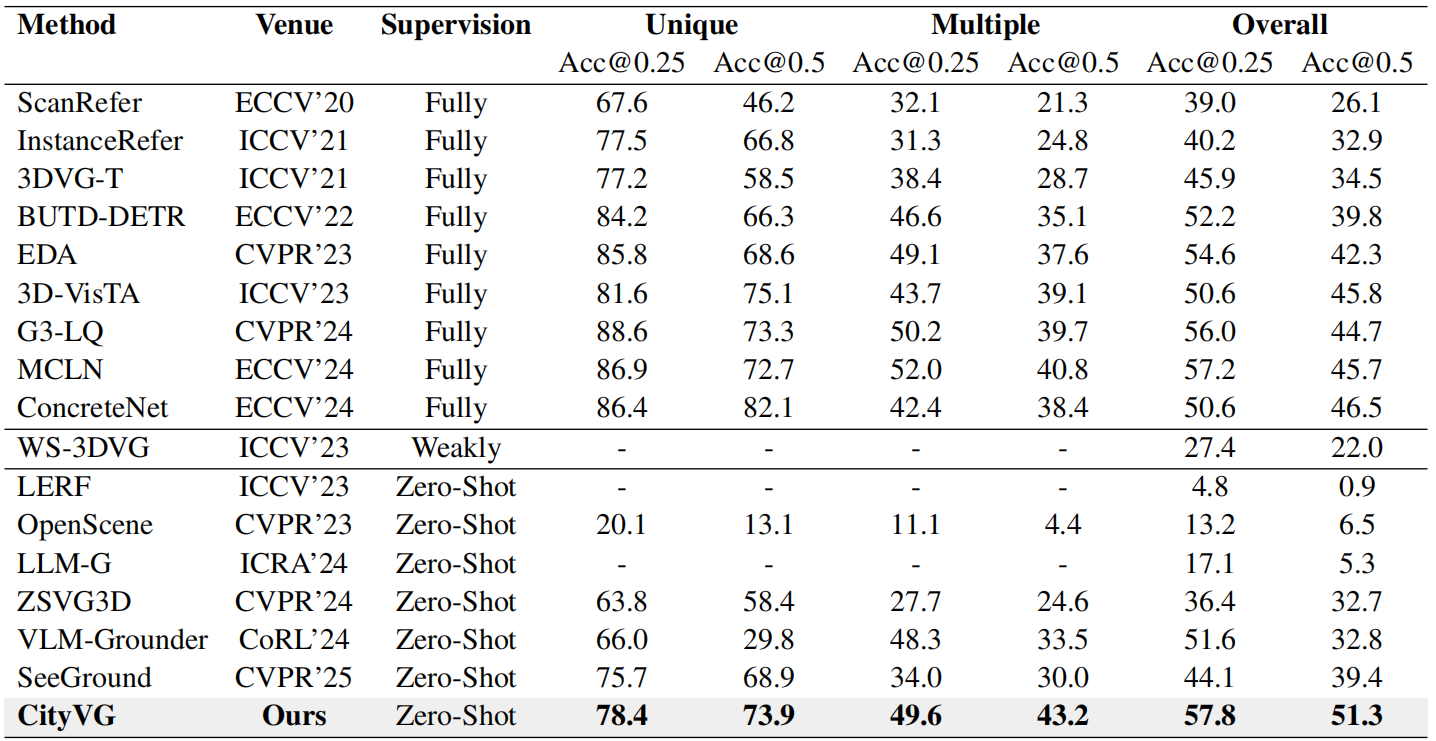 Method Venue Supervision Unique Multiple Overall
Acc@0.25 Acc@0.5 Acc@0.25 Acc@0.5 Acc@0.25 Acc@0.5
ScanRefer ECCV’20 Fully 67.6 46.2 32.1 21.3 39.0 26.1
InstanceRefer ICCV’21 Fully 77.5 66.8 31.3 24.8 40.2 32.9
3DVG-T ICCV’21 Fully 77.2 58.5 38.4 28.7 45.9 34.5
BUTD-DETR ECCV’22 Fully 84.2 66.3 46.6 35.1 52.2 39.8
EDA CVPR’23 Fully 85.8 68.6 49.1 37.6 54.6 42.3
3D-VisTA ICCV’23 Fully 81.6 75.1 43.7 39.1 50.6 45.8
G3-LQ CVPR’24 Fully 88.6 73.3 50.2 39.7 56.0 44.7
MCLN ECCV’24 Fully 86.9 72.7 52.0 40.8 57.2 45.7
ConcreteNet ECCV’24 Fully 86.4 82.1 42.4 38.4 50.6 46.5
WS-3DVG ICCV’23 Weakly - - - - 27.4 22.0
LERF ICCV’23 Zero-Shot - - - - 4.8 0.9
OpenScene CVPR’23 Zero-Shot 20.1 13.1 11.1 4.4 13.2 6.5
LLM-G ICRA’24 Zero-Shot - - - - 17.1 5.3
ZSVG3D CVPR’24 Zero-Shot 63.8 58.4 27.7 24.6 36.4 32.7
VLM-Grounder CoRL’24 Zero-Shot 66.0 29.8 48.3 33.5 51.6 32.8
SeeGround CVPR’25 Zero-Shot 75.7 68.9 34.0 30.0 44.1 39.4
CityVG Ours Zero-Shot 78.4 73.9 49.6 43.2 57.8 51.3